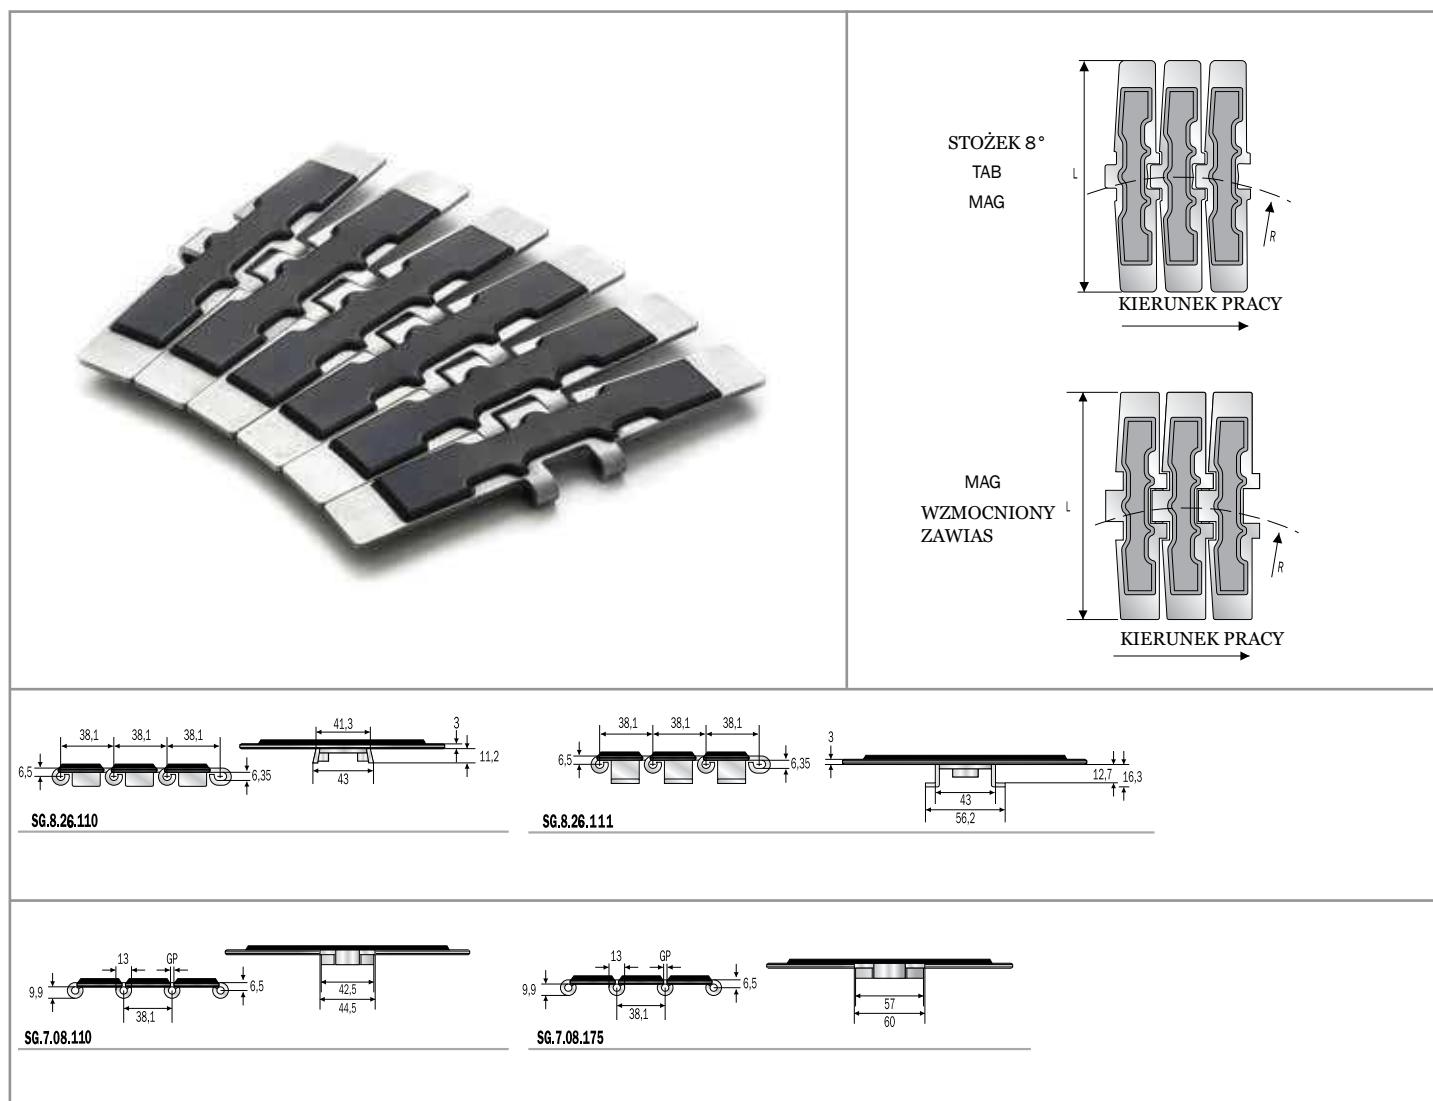 STOŻEK 8°
TAB
MAG
L
R
KIERUNEK PRACY
MAG
WZMOCNIONY
ZAWIAS
L
R
KIERUNEK PRACY
38,1 38,1 38,1
6,5
6,35
41,3
3
11,2
43
SG.8.26.110
38,1 38,1 38,1
6,5
6,35
3
12,7
16,3
43
56,2
SG.8.26.111
13 GP
9,9
6,5
38,1
42,5
44,5
SG.7.08.110
13 GP
9,9
6,5
38,1
57
60
SG.7.08.175